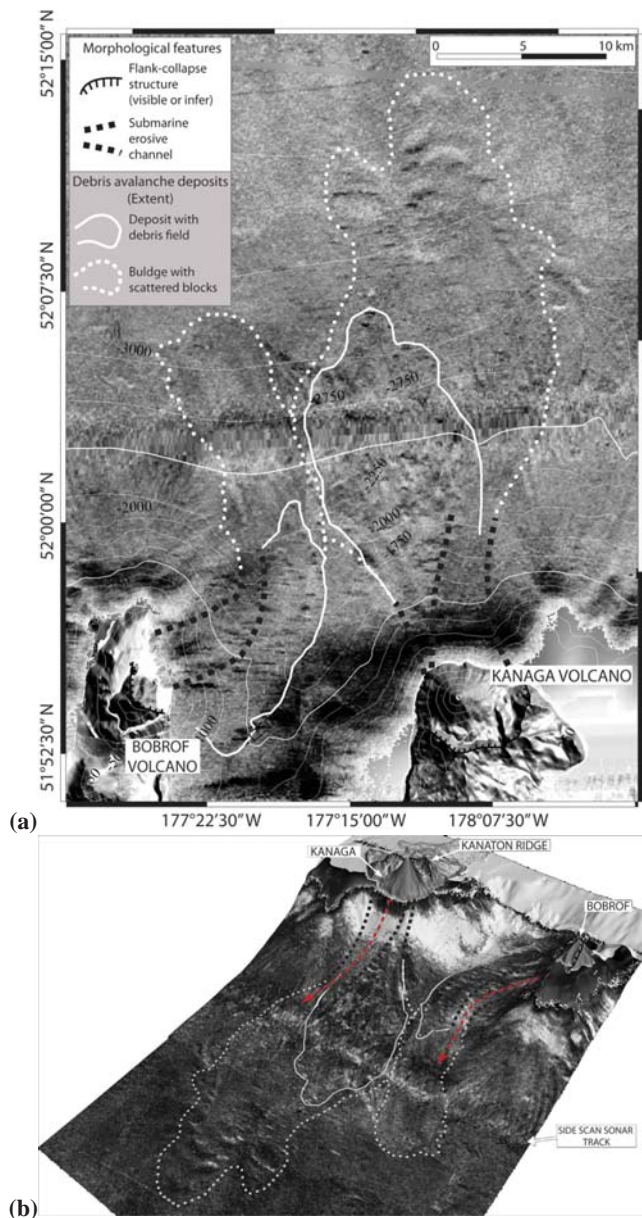 Morphological features
Flank-collapse
structure
(visible or infer)
Submarine
erosive
channel
Debris avalanche deposits
(Extent)
Deposit with
debris field
Buldge with
scattered blocks
0 5 10 km
52°15'00"N
52°07'30"N
52°00'00"N
51°52'30"N
-3000
-2750
-2750
-2000
-2000
-1750
KANAGA VOLCANO
BOBROF
VOLCANO
(a)
177°22'30"W 177°15'00"W 178°07'30"W
KANATON RIDGE
KANAGA
BOBROF
SIDE SCAN SONAR
TRACK
(b)